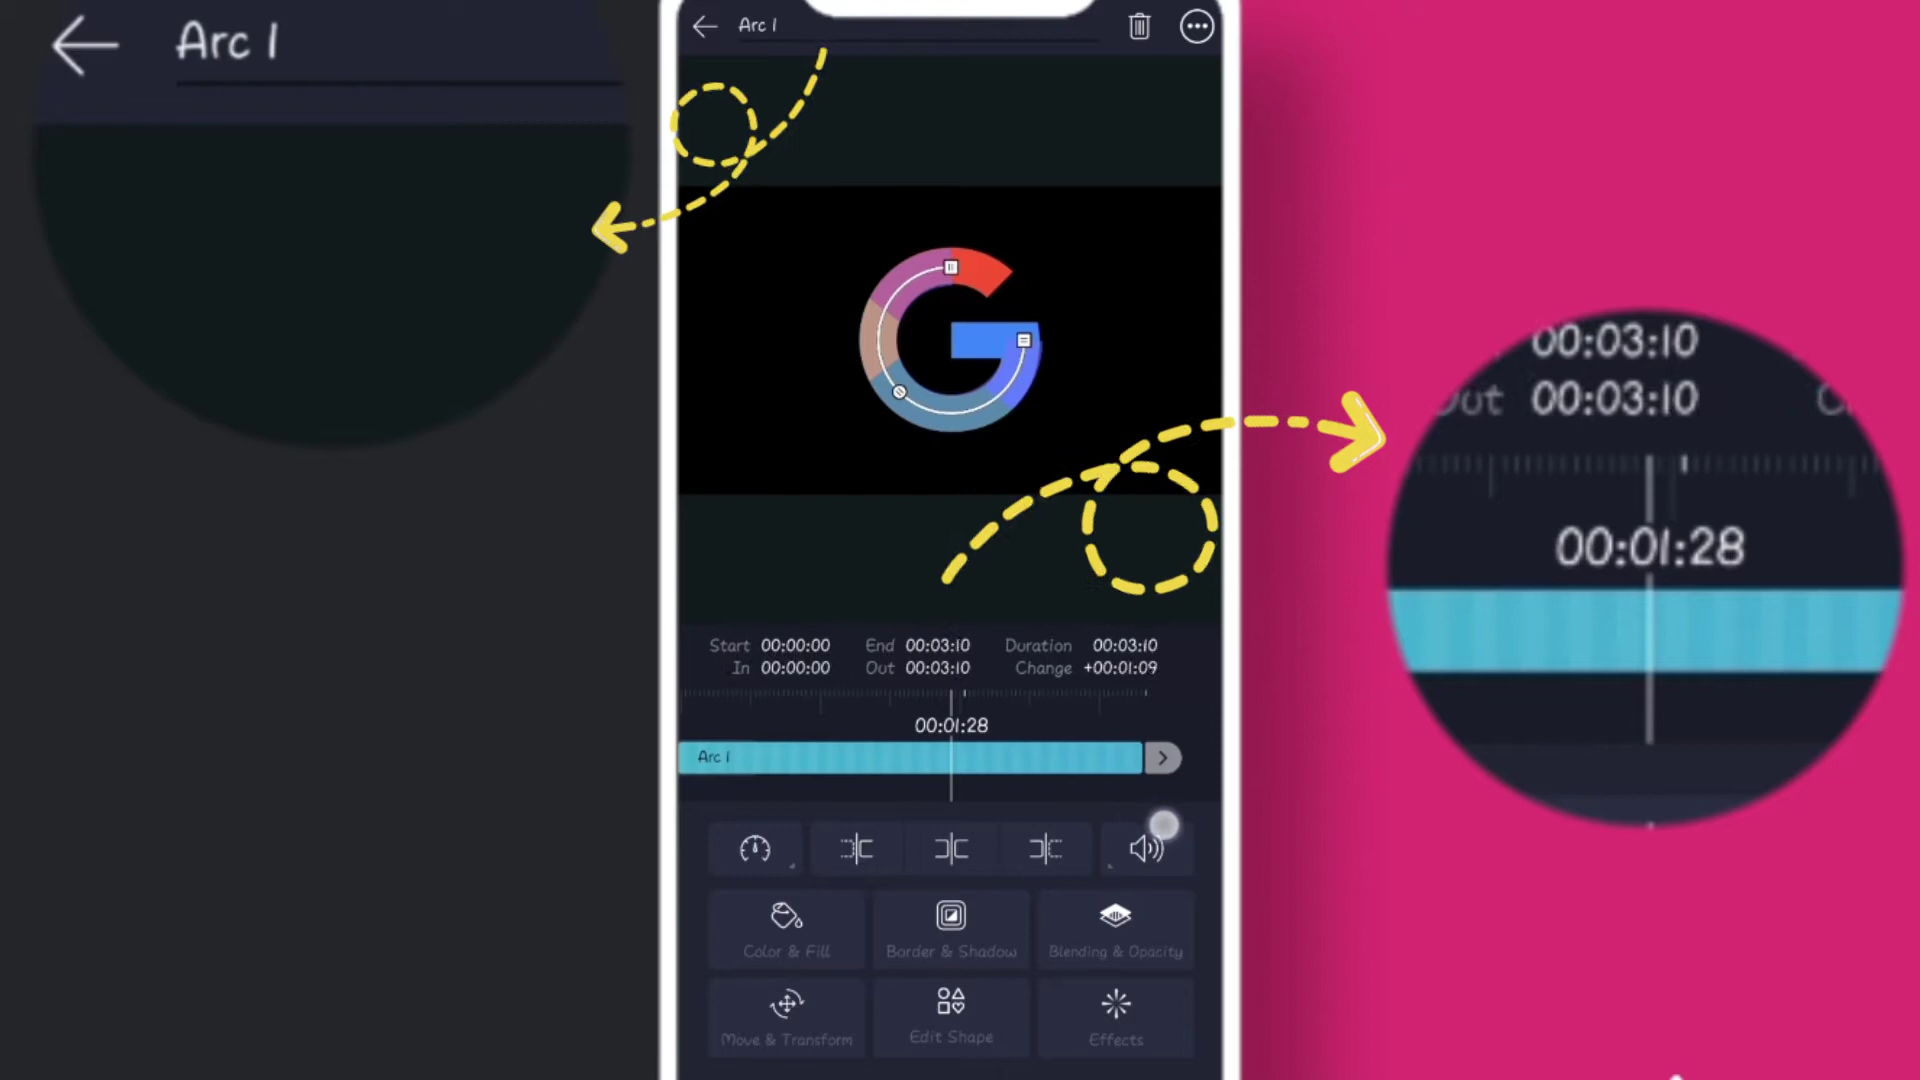 Arc 1
Arc 1
Start 00:00:00 End 00:03:10 Duration 00:03:10
In 00:00:00 Out 00:03:10 Change +00:01:09
00:01:28
Arc 1
Color & Fill
Border & Shadow
Blending & Opacity
Move & Transform
Edit Shape
Effects
00:03:10
Out 00:03:10
00:01:28